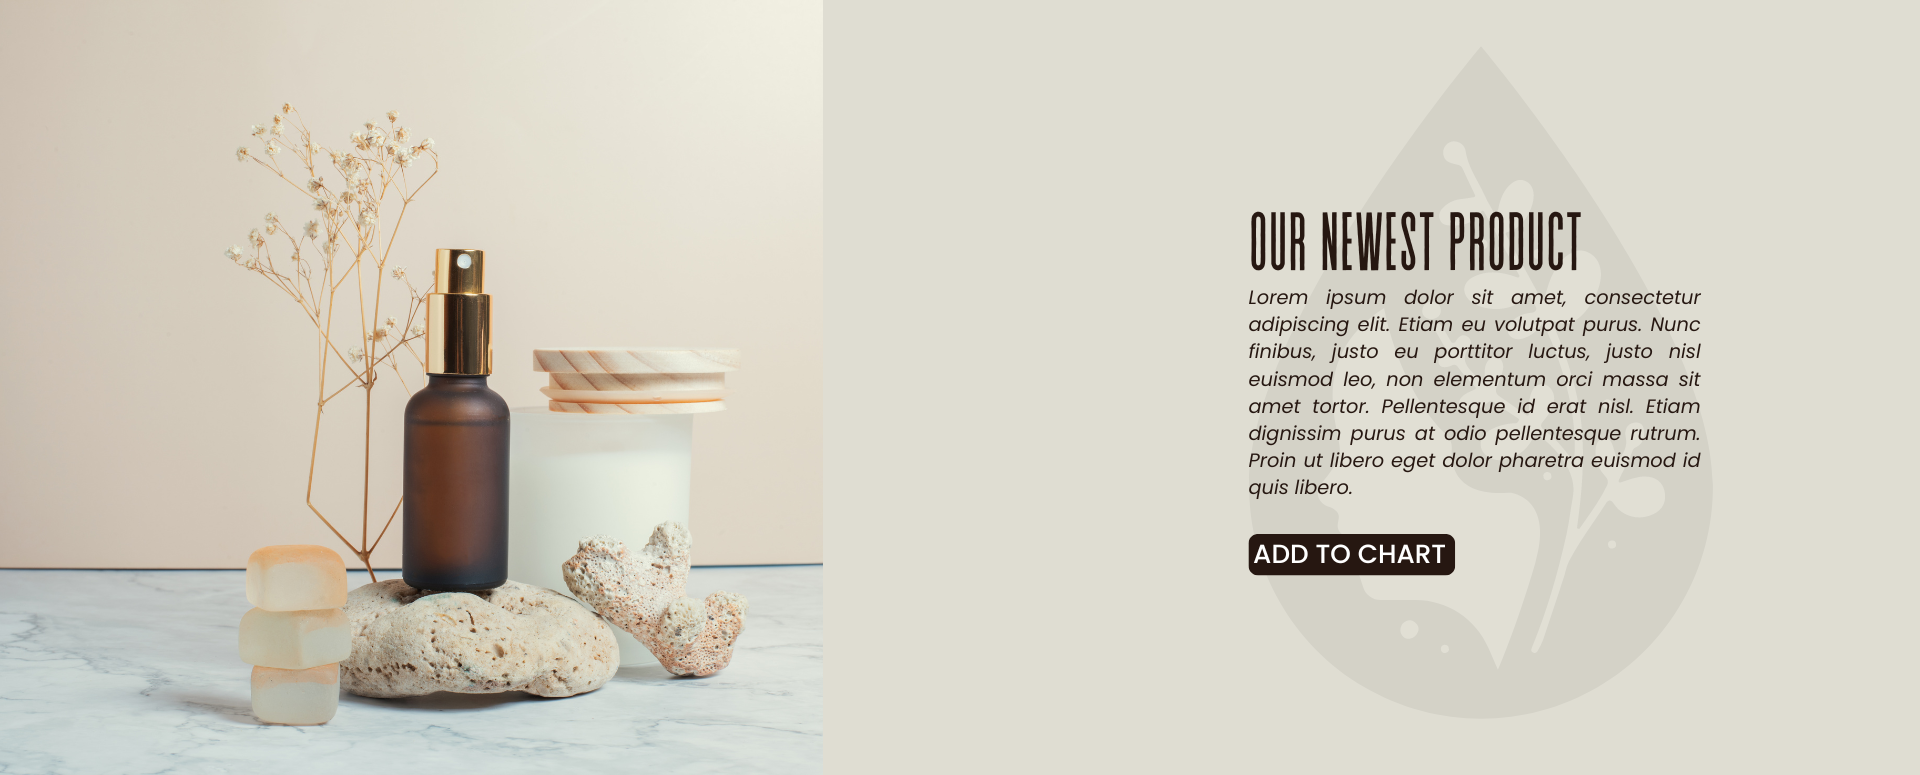 OUR NEWEST PRODUCT
Lorem ipsum dolor sit amet, consectetur
adipiscing elit. Etiam eu volutpat purus. Nunc
finibus, justo eu porttitor luctus, justo nisl
euismod leo, non elementum orci massa sit
amet tortor. Pellentesque id erat nisl. Etiam
dignissim purus at odio pellentesque rutrum.
Proin ut libero eget dolor pharetra euismod id
quis libero.
ADD TO CHART